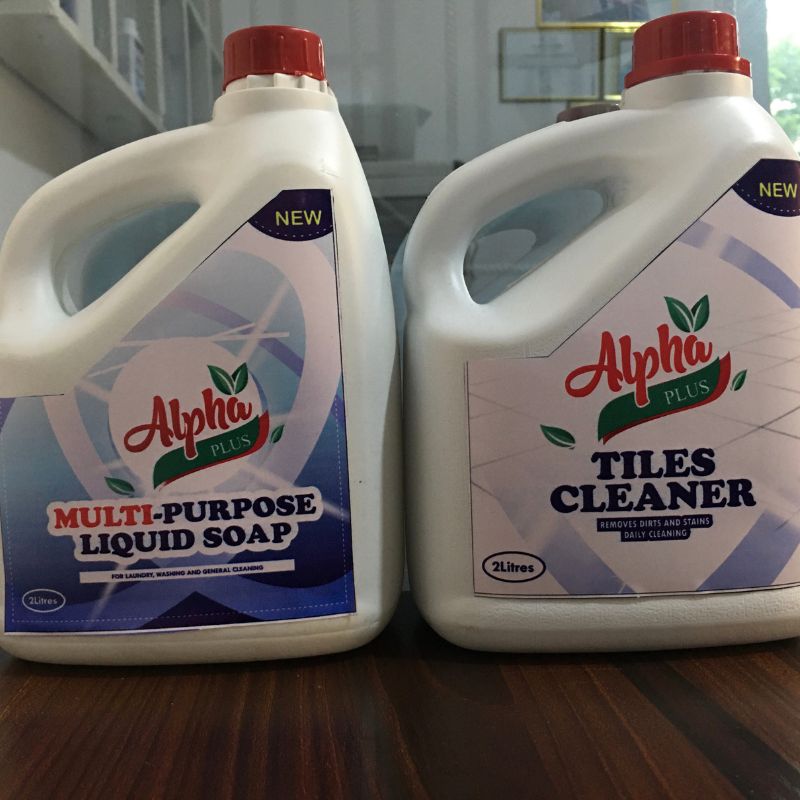 NEW
Alpha
PLUS
MULTI-PURPOSE
LIQUID SOAP
FOR LAUNDRY, WASHING AND GENERAL CLEANING
2Litres
NEW
Alpha
PLUS
TILES
CLEANER
REMOVES DIRTS AND STAINS
DAILY CLEANING
2Litres